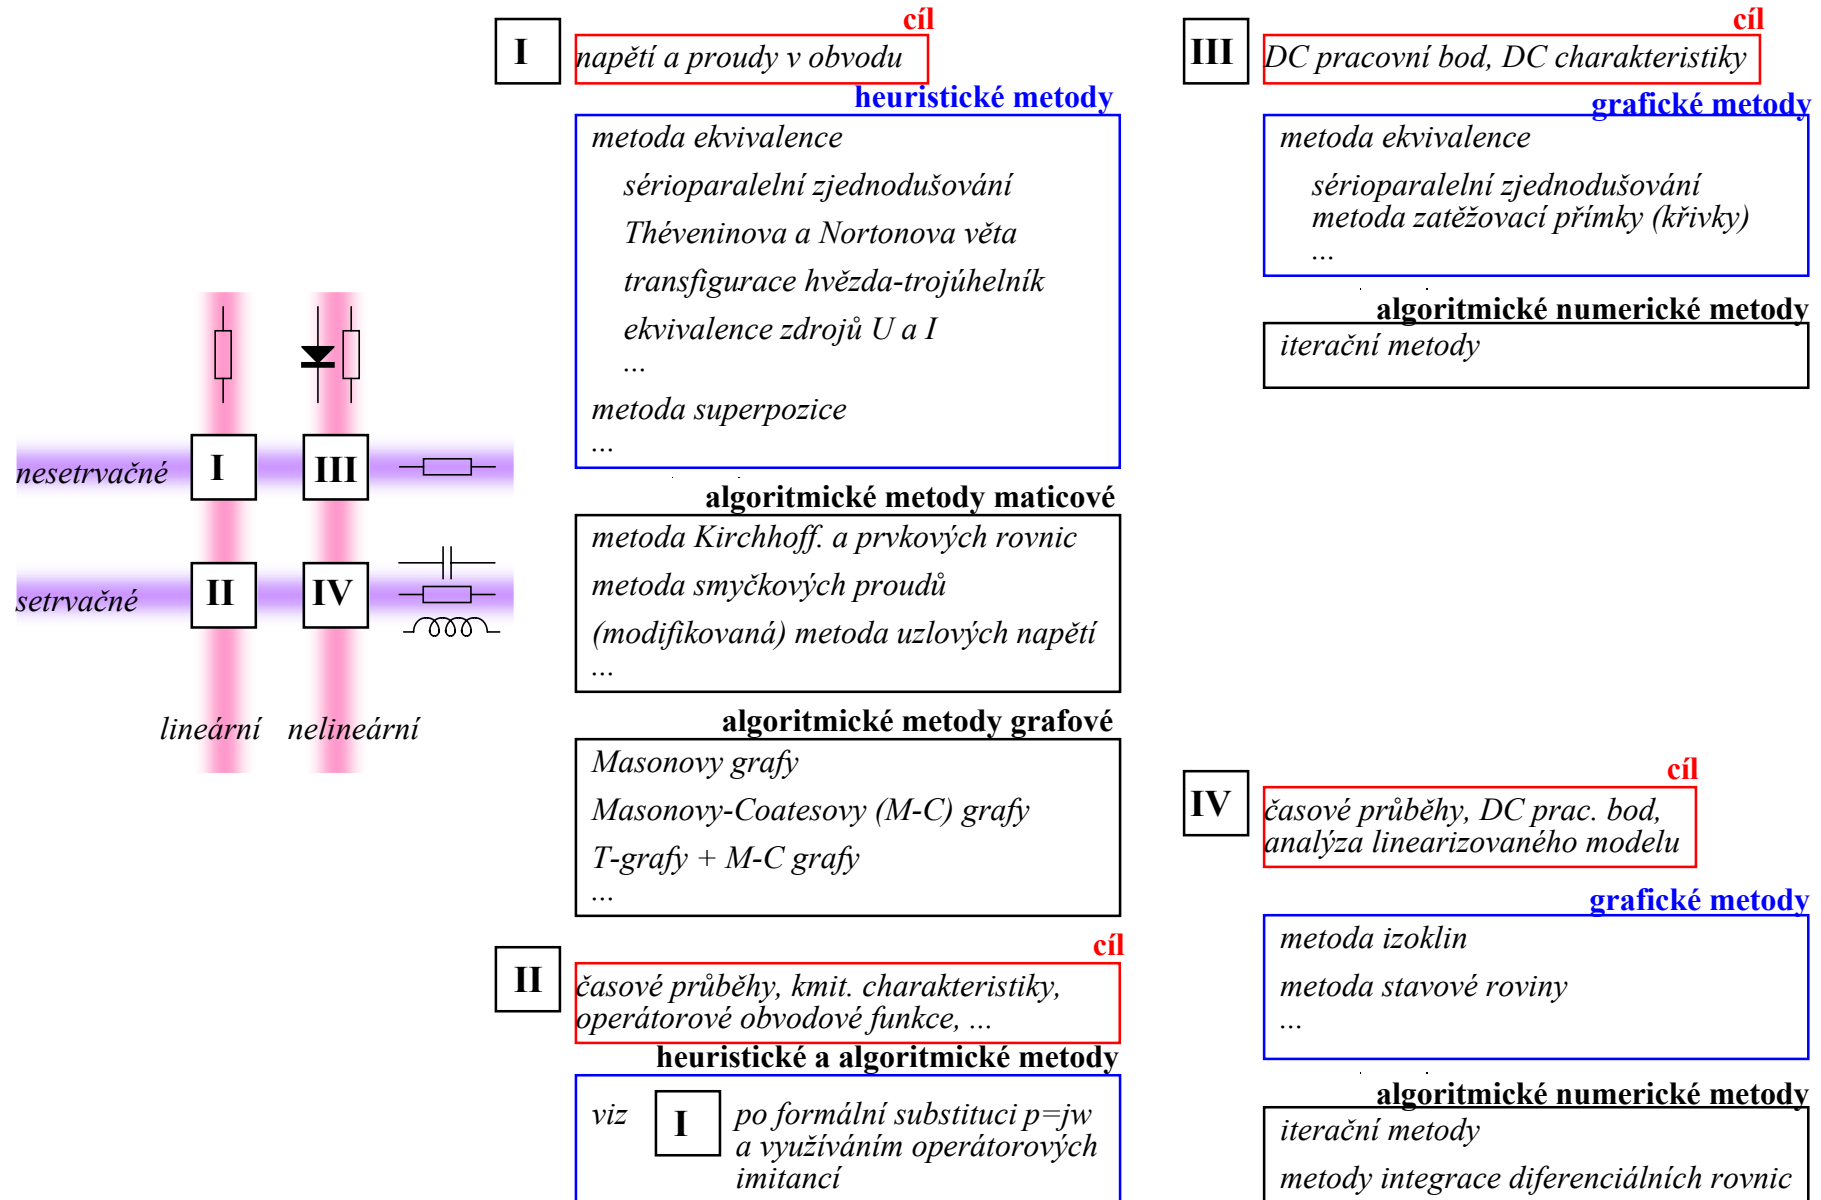 nesetrvačné
I
III
setrvačné
II
IV
lineární
nelineární
I
cíl
napětí a proudy v obvodu
heuristické metody
metoda ekvivalence
sérioparalelní zjednodušování
Théveninova a Nortonova věta
transfigurace hvězda-trojúhelník
ekvivalence zdrojů U a I
...
metoda superpozice
...
algoritmické metody maticové
metoda Kirchhoff. a prvkových rovnic
metoda smyčkových proudů
(modifikovaná) metoda uzlových napětí
...
algoritmické metody grafové
Masonovy grafy
Masonovy-Coatesovy (M-C) grafy
T-grafy + M-C grafy
...
II
cíl
časové průběhy, kmit. charakteristiky,
operátorové obvodové funkce, ...
heuristické a algoritmické metody
viz I po formální substituci p=jw
a využíváním operátorových
imitancí
III
cíl
DC pracovní bod, DC charakteristiky
grafické metody
metoda ekvivalence
sérioparalelní zjednodušování
metoda zatěžovací přímky (křivky)
...
algoritmické numerické metody
iterační metody
IV
cíl
časové průběhy, DC prac. bod,
analýza linearizovaného modelu
grafické metody
metoda izoklin
metoda stavové roviny
...
algoritmické numerické metody
iterační metody
metody integrace diferenciálních rovnic